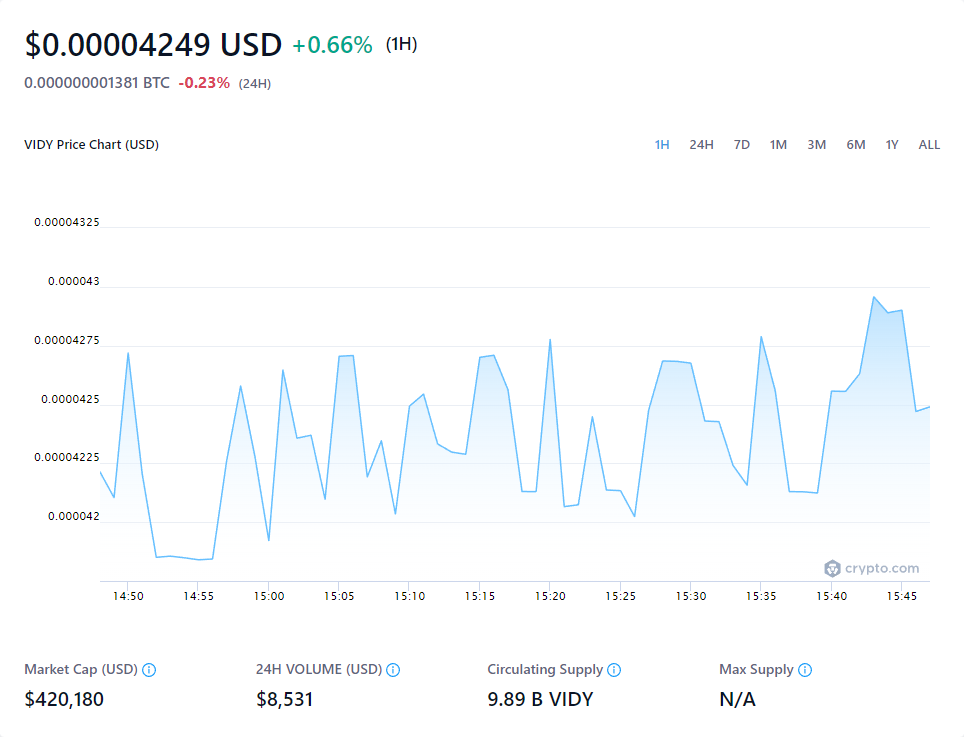 $0.00004249 USD +0.66% (1H)
0.000000001381 BTC -0.23% (24H)
VIDY Price Chart (USD) 1H 24H 7D 1M 3M 6M 1Y ALL
0.00004325
0.000043
0.00004275
0.0000425
0.00004225
0.000042
crypto.com
14:50 14:55 15:00 15:05 15:10 15:15 15:20 15:25 15:30 15:35 15:40 15:45
Market Cap (USD) 24H VOLUME (USD) Circulating Supply Max Supply
$420,180 $8,531 9.89 B VIDY N/A